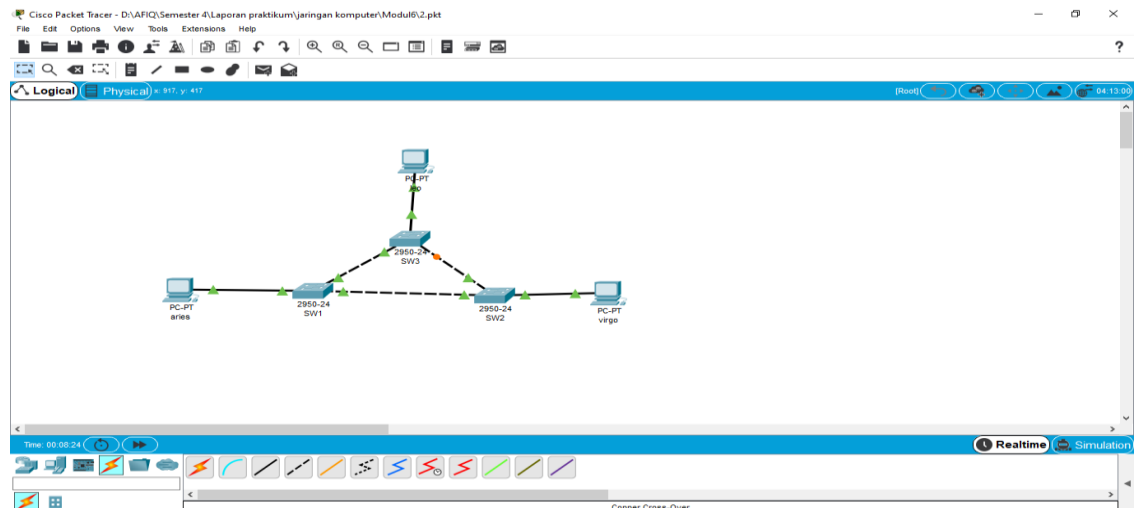 Cisco Packet Tracer - D:\AFIQ\Semester 4\Laporan praktikum\jaringan komputer\Modul6\2.pkt
File Edit Options View Tools Extensions Help
?
Logical Physical x: 917, y: 417 [Root] 04:13:00
PC-PT
leo
2950-24
SW3
PC-PT
aries
2950-24
SW1
2950-24
SW2
PC-PT
virgo
Time: 00:08:24 Realtime Simulation
Copper Cross-Over